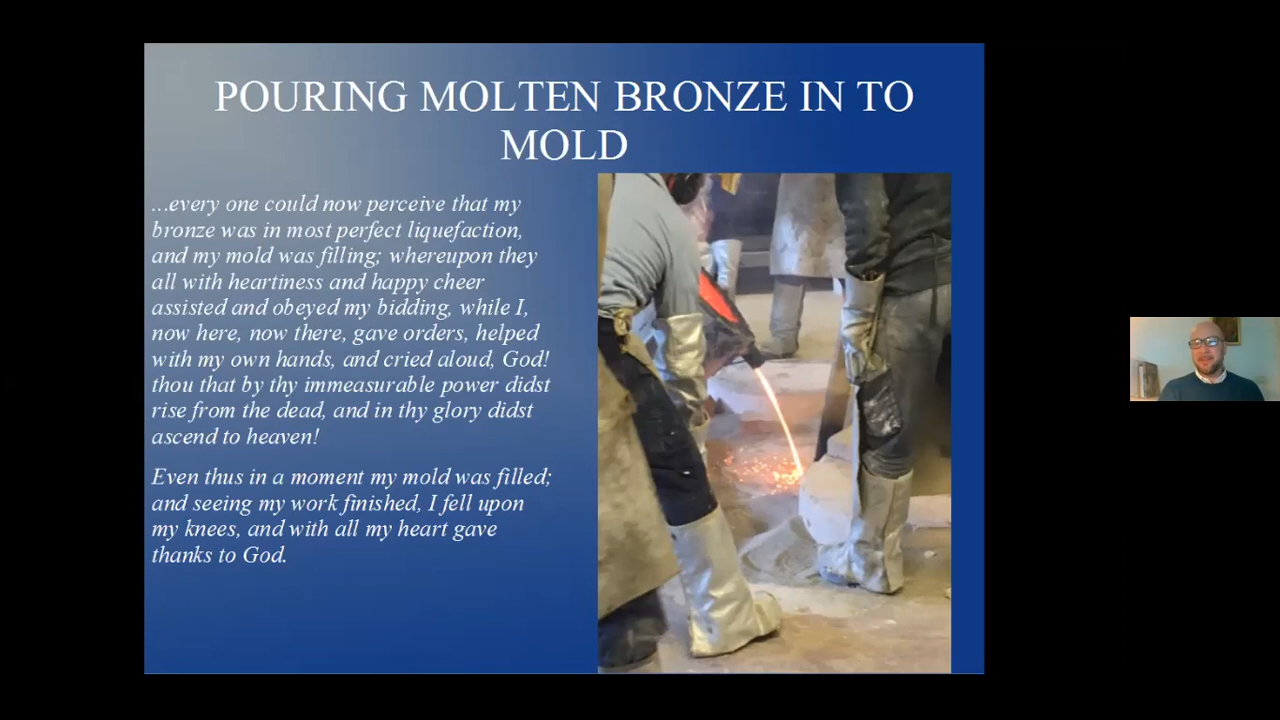 POURING MOLTEN BRONZE IN TO
MOLD
...every one could now perceive that my
bronze was in most perfect liquefaction,
and my mold was filling; whereupon they
all with heartiness and happy cheer
assisted and obeyed my bidding, while I,
now here, now there, gave orders, helped
with my own hands, and cried aloud, God!
thou that by thy immeasurable power didst
rise from the dead, and in thy glory didst
ascend to heaven!
Even thus in a moment my mold was filled;
and seeing my work finished, I fell upon
my knees, and with all my heart gave
thanks to God.